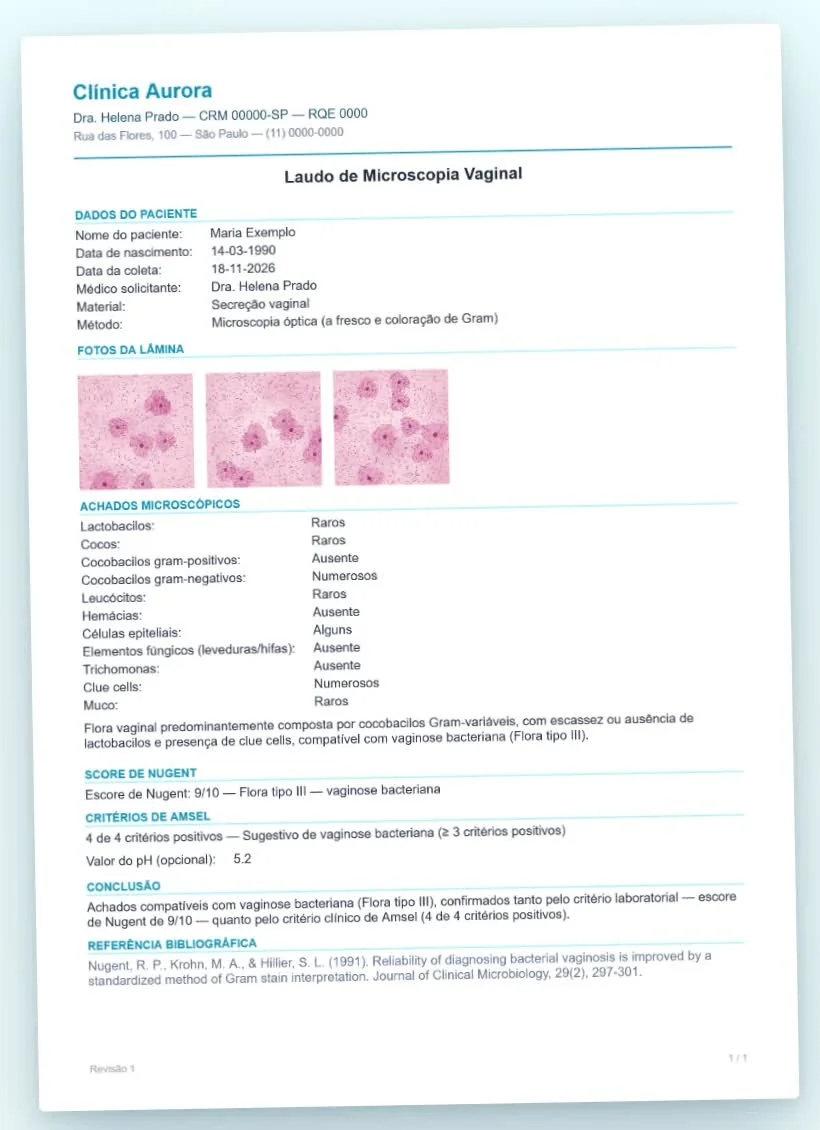 Clínica Aurora
Dra. Helena Prado — CRM 00000-SP — RQE 0000
Rua das Flores, 100 — São Paulo — (11) 0000-0000
Laudo de Microscopia Vaginal
DADOS DO PACIENTE
Nome do paciente: Maria Exemplo
Data de nascimento: 14-03-1990
Data da coleta: 18-11-2026
Médico solicitante: Dra. Helena Prado
Material: Secreção vaginal
Método: Microscopia óptica (a fresco e coloração de Gram)
FOTOS DA LÂMINA
ACHADOS MICROSCÓPICOS
Lactobacilos: Raros
Cocos: Raros
Cocobacilos gram-positivos: Ausente
Cocobacilos gram-negativos: Numerosos
Leucócitos: Raros
Hemácias: Ausente
Células epiteliais: Alguns
Elementos fúngicos (leveduras/hifas): Ausente
Trichomonas: Ausente
Clue cells: Numerosos
Muco: Raros
Flora vaginal predominantemente composta por cocobacilos Gram-variáveis, com escassez ou ausência de
lactobacilos e presença de clue cells, compatível com vaginose bacteriana (Flora tipo III).
SCORE DE NUGENT
Escore de Nugent: 9/10 — Flora tipo III — vaginose bacteriana
CRITÉRIOS DE AMSEL
4 de 4 critérios positivos — Sugestivo de vaginose bacteriana (≥ 3 critérios positivos)
Valor do pH (opcional): 5.2
CONCLUSÃO
Achados compatíveis com vaginose bacteriana (Flora tipo III), confirmados tanto pelo critério laboratorial — escore
de Nugent de 9/10 — quanto pelo critério clínico de Amsel (4 de 4 critérios positivos).
REFERÊNCIA BIBLIOGRÁFICA
Nugent, R. P., Krohn, M. A., & Hillier, S. L. (1991). Reliability of diagnosing bacterial vaginosis is improved by a
standardized method of Gram stain interpretation. Journal of Clinical Microbiology, 29(2), 297-301.
Revisão 1
1 / 1